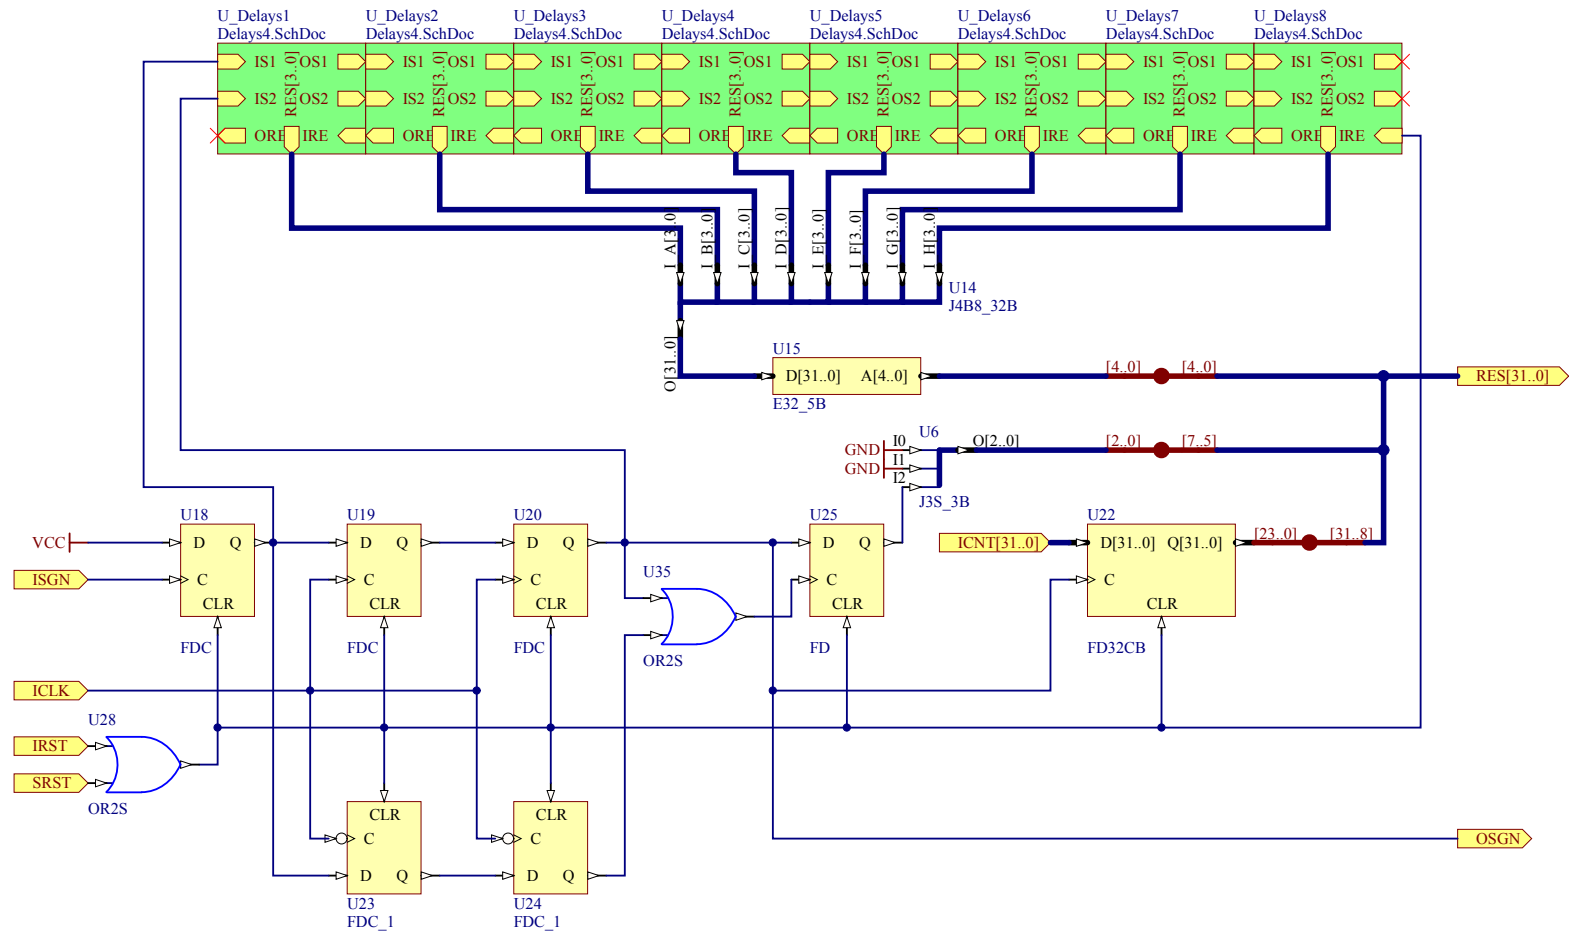 U_Delays1 U_Delays2 U_Delays3 U_Delays4 U_Delays5 U_Delays6 U_Delays7 U_Delays8
Delays4.SchDoc Delays4.SchDoc Delays4.SchDoc Delays4.SchDoc Delays4.SchDoc Delays4.SchDoc Delays4.SchDoc Delays4.SchDoc
IS1 OS1 IS1 OS1 IS1 OS1 IS1 OS1 IS1 OS1 IS1 OS1 IS1 OS1 IS1 OS1
RES[3..0] RES[3..0] RES[3..0] RES[3..0] RES[3..0] RES[3..0] RES[3..0] RES[3..0]
IS2 OS2 IS2 OS2 IS2 OS2 IS2 OS2 IS2 OS2 IS2 OS2 IS2 OS2 IS2 OS2
ORE IRE ORE IRE ORE IRE ORE IRE ORE IRE ORE IRE ORE IRE ORE IRE
I_A[3..0] I_B[3..0] I_C[3..0] I_D[3..0] I_E[3..0] I_F[3..0] I_G[3..0] I_H[3..0]
U14
J4B8_32B
O[31..0]
U15
D[31..0] A[4..0]
E32_5B
[4..0] [4..0]
RES[31..0]
U6
GND I0
GND I1
I2
O[2..0]
[2..0] [7..5]
J3S_3B
U18 U19 U20 U25 U22
VCC
D Q D Q D Q D Q
ICNT[31..0]
D[31..0] Q[31..0]
[23..0] [31..8]
ISGN
C C C C C
U35
CLR CLR CLR CLR CLR
FDC FDC FDC FD FD32CB
OR2S
ICLK
U28
IRST
SRST
OR2S
CLR CLR
C C
OSGN
D Q D Q
U23 U24
FDC_1 FDC_1